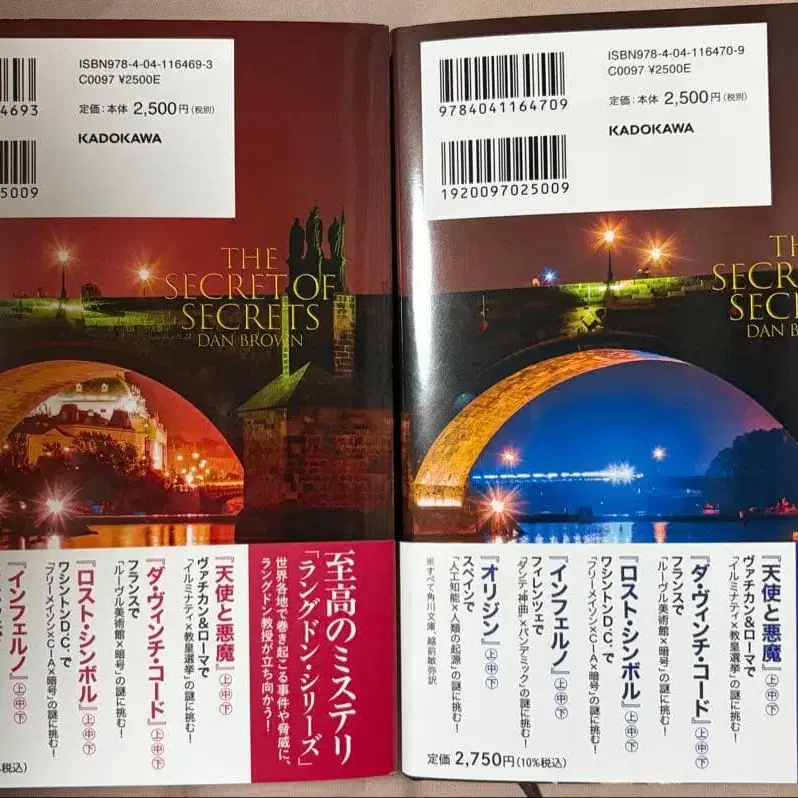 ISBN978-4-04-116469-3
C0097 ¥2500E
4693
定価:本体2,500円(税別)
KADOKAWA
5009
THE
SECRET OF
SECRETS
DAN BROWN
至高のミステリ
「ラングドン・シリーズ」
世界各地で巻き起こる事件や脅威に、
ラングドン教授が立ち向かう!
『天使と悪魔』上中下
ヴァチカン&ローマで
「イルミナティ×教皇選挙」の謎に挑む!
『ダ・ヴィンチ・コード』上中下
フランスで
「ルーヴル美術館×暗号」の謎に挑む!
『ロスト・シンボル』上中下
ワシントンD.C.で
「フリーメイソン×CIA×暗号」の謎に挑む!
『インフェルノ』上中下
税込)
ISBN978-4-04-116470-9
C0097 ¥2500E
9784041164709
定価:本体2,500円(税別)
KADOKAWA
1920097025009
TH
SECR
SEC
DAN B
『天使と悪魔』上中下
ヴァチカン&ローマで
「イルミナティ×教皇選挙」の謎に挑む!
『ダ・ヴィンチ・コード』上中下
フランスで
「ルーヴル美術館×暗号」の謎に挑む!
『ロスト・シンボル』上中下
ワシントンD.C.で
「フリーメイソン×CIA×暗号」の謎に挑む!
『インフェルノ』上中下
フィレンツェで
「ダンテ“神曲”×パンデミック」の謎に挑む!
『オリジン』上中下
スペインで
「人工知能×人類の起源」の謎に挑む!
※すべて角川文庫、越前敏弥訳
定価2,750円(10%税込)